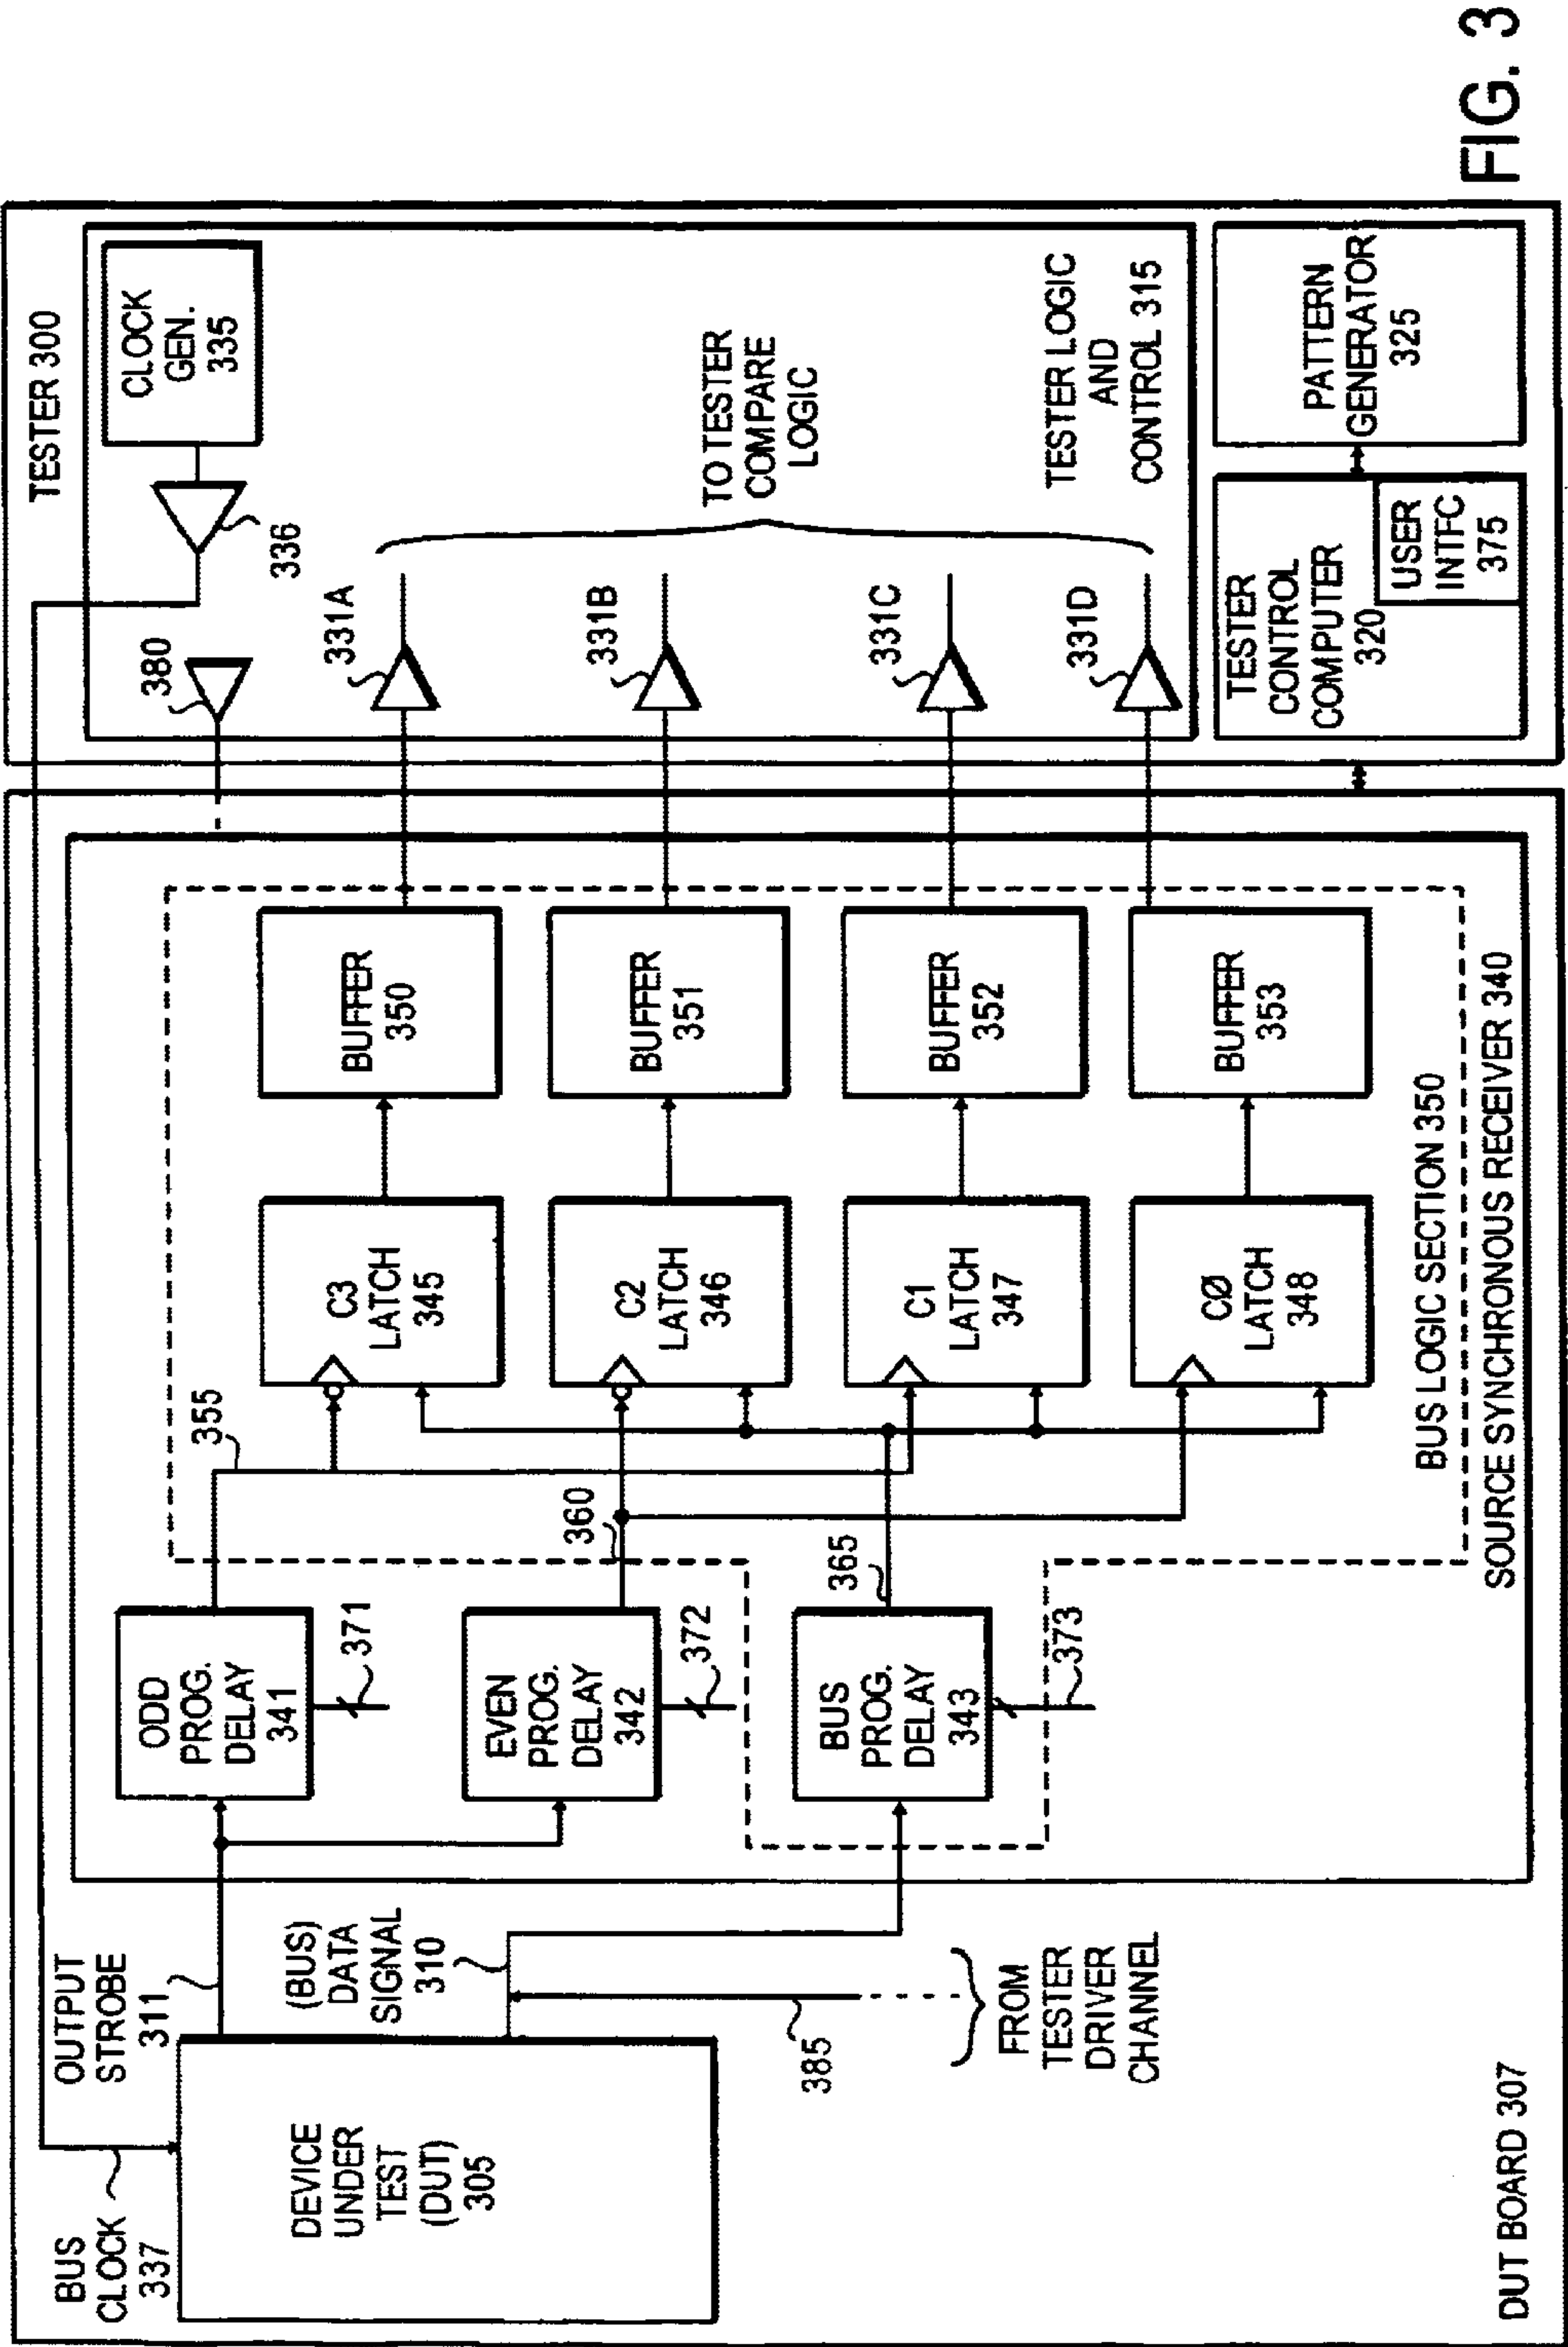 BUS
CLOCK
337
OUTPUT
STROBE
311
DEVICE
UNDER
TEST
(DUT)
305
(BUS)
DATA
SIGNAL
310
385
FROM
TESTER
DRIVER
CHANNEL
DUT BOARD 307
ODD
PROG.
DELAY
341
371
EVEN
PROG.
DELAY
342
372
BUS
PROG.
DELAY
343
373
355
360
365
C3
LATCH
345
C2
LATCH
346
C1
LATCH
347
CØ
LATCH
348
BUFFER
350
BUFFER
351
BUFFER
352
BUFFER
353
BUS LOGIC SECTION 350
SOURCE SYNCHRONOUS RECEIVER 340
TESTER 300
CLOCK
GEN.
335
336
380
331A
331B
331C
331D
TO TESTER
COMPARE
LOGIC
TESTER LOGIC
AND
CONTROL 315
TESTER
CONTROL
COMPUTER
320
USER
INTFC
375
PATTERN
GENERATOR
325
FIG. 3